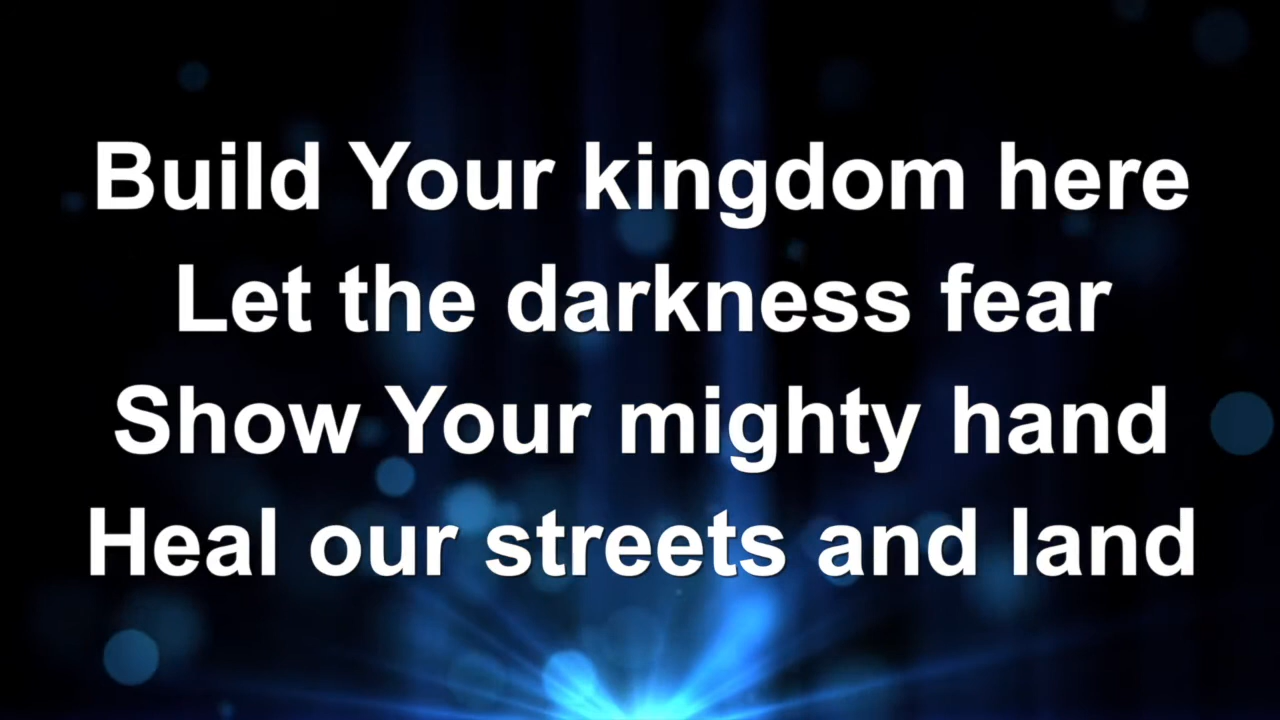 Build Your kingdom here
Let the darkness fear
Show Your mighty hand
Heal our streets and land